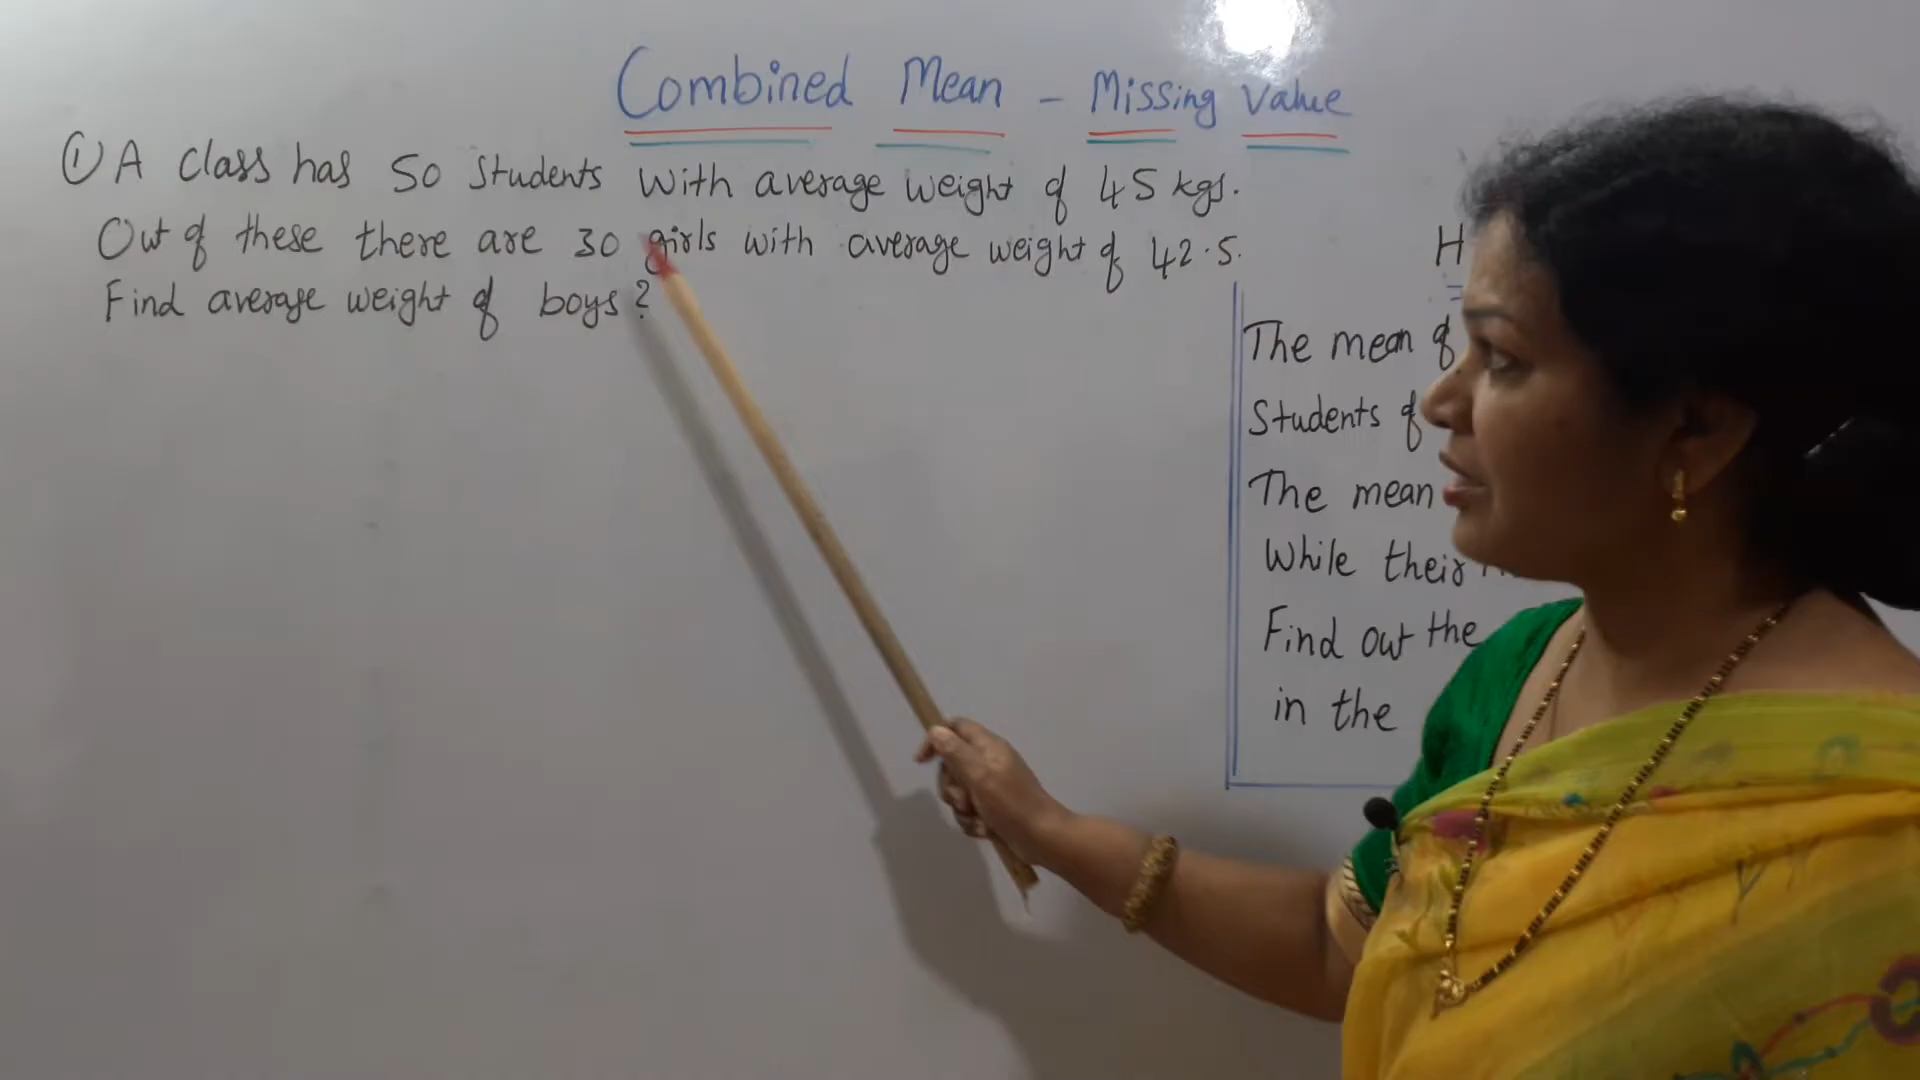 Combined Mean - Missing Value
① A class has 50 students with average weight of 45 kgs.
Out of these there are 30 girls with average weight of 42.5.
Find average weight of boys?
H
The mean of
Students of
The mean
While their
Find out the
in the